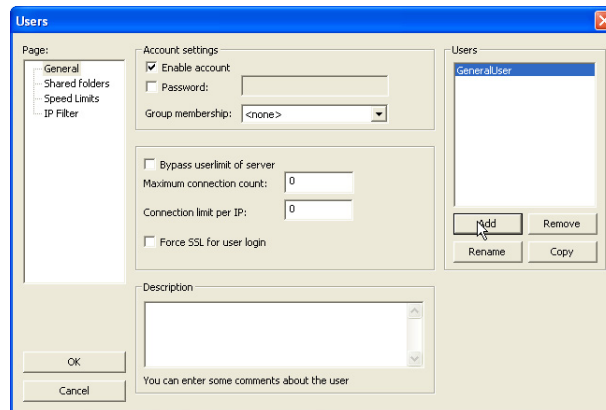 Users
Page:
General
Shared folders
Speed Limits
IP Filter
OK
Cancel
Account settings
Enable account
Password:
Group membership: <none>
Bypass userlimit of server
Maximum connection count: 0
Connection limit per IP: 0
Force SSL for user login
Description
You can enter some comments about the user
Users
GeneralUser
Add Remove
Rename Copy